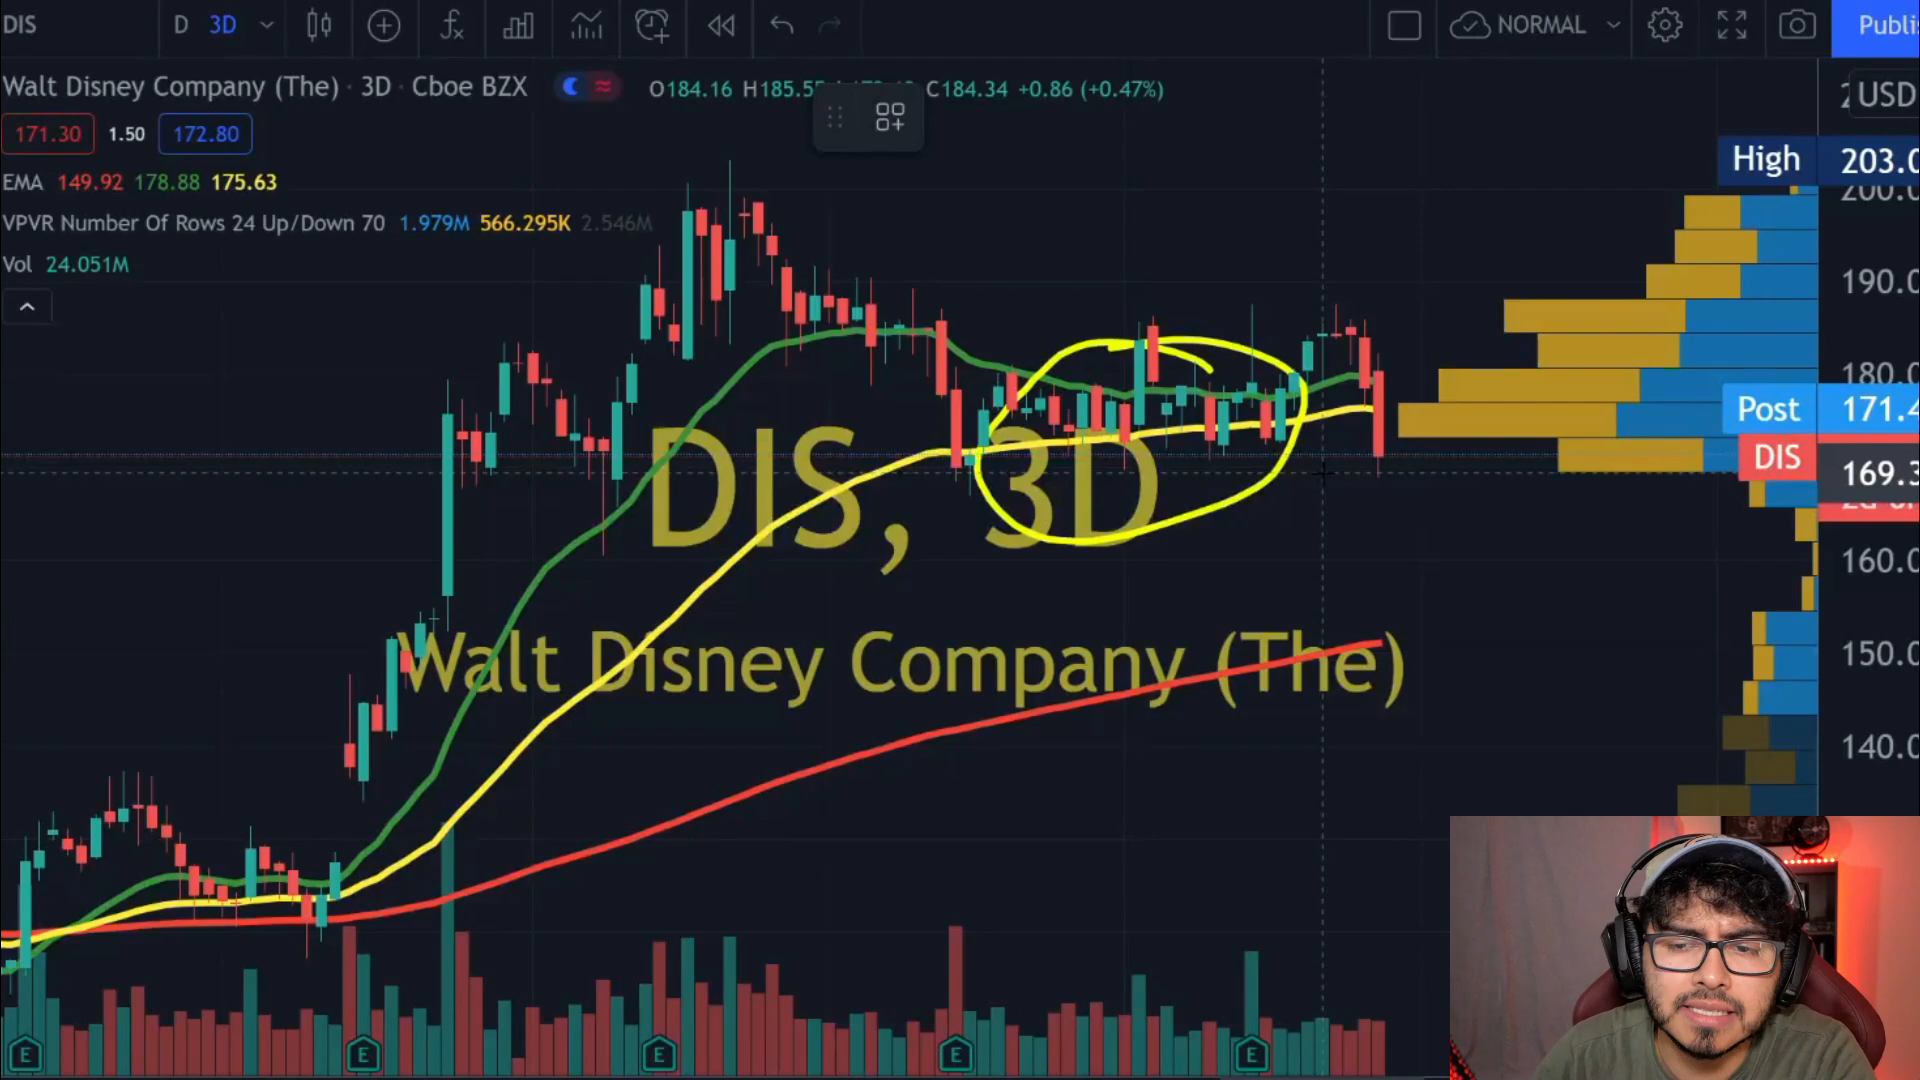 DIS
D 3D
NORMAL
Publi
Walt Disney Company (The) · 3D · Cboe BZX
O184.16 H185.55 C184.34 +0.86 (+0.47%)
USD
171.30 1.50 172.80
High 203.0
EMA 149.92 178.88 175.63
200.0
VPVR Number Of Rows 24 Up/Down 70 1.979M 566.295K 2.546M
Vol 24.051M
190.0
180.0
Post 171.4
DIS
169.3
DIS, 3D
160.0
Walt Disney Company (The)
150.0
140.0
E E E E E